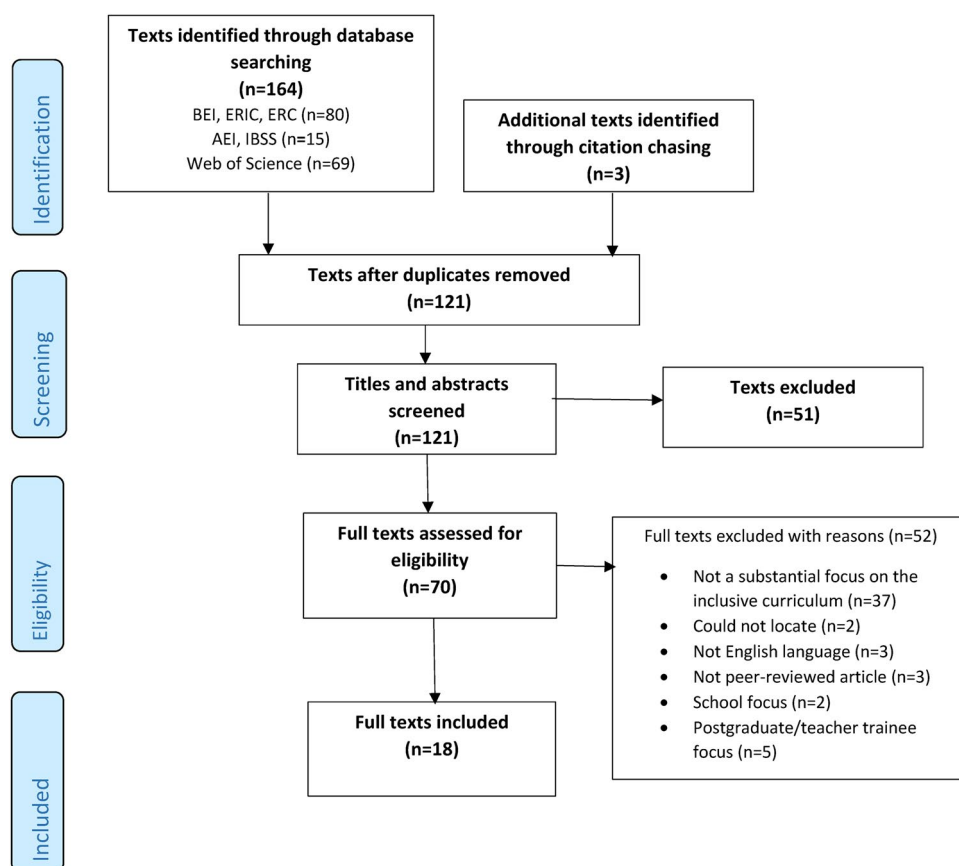 Identification
Texts identified through database
searching
(n=164)
BEI, ERIC, ERC (n=80)
AEI, IBSS (n=15)
Web of Science (n=69)
Additional texts identified
through citation chasing
(n=3)
Screening
Texts after duplicates removed
(n=121)
Titles and abstracts
screened
(n=121)
Texts excluded
(n=51)
Eligibility
Full texts assessed for
eligibility
(n=70)
Full texts excluded with reasons (n=52)
• Not a substantial focus on the
inclusive curriculum (n=37)
• Could not locate (n=2)
• Not English language (n=3)
• Not peer-reviewed article (n=3)
• School focus (n=2)
• Postgraduate/teacher trainee
focus (n=5)
Included
Full texts included
(n=18)